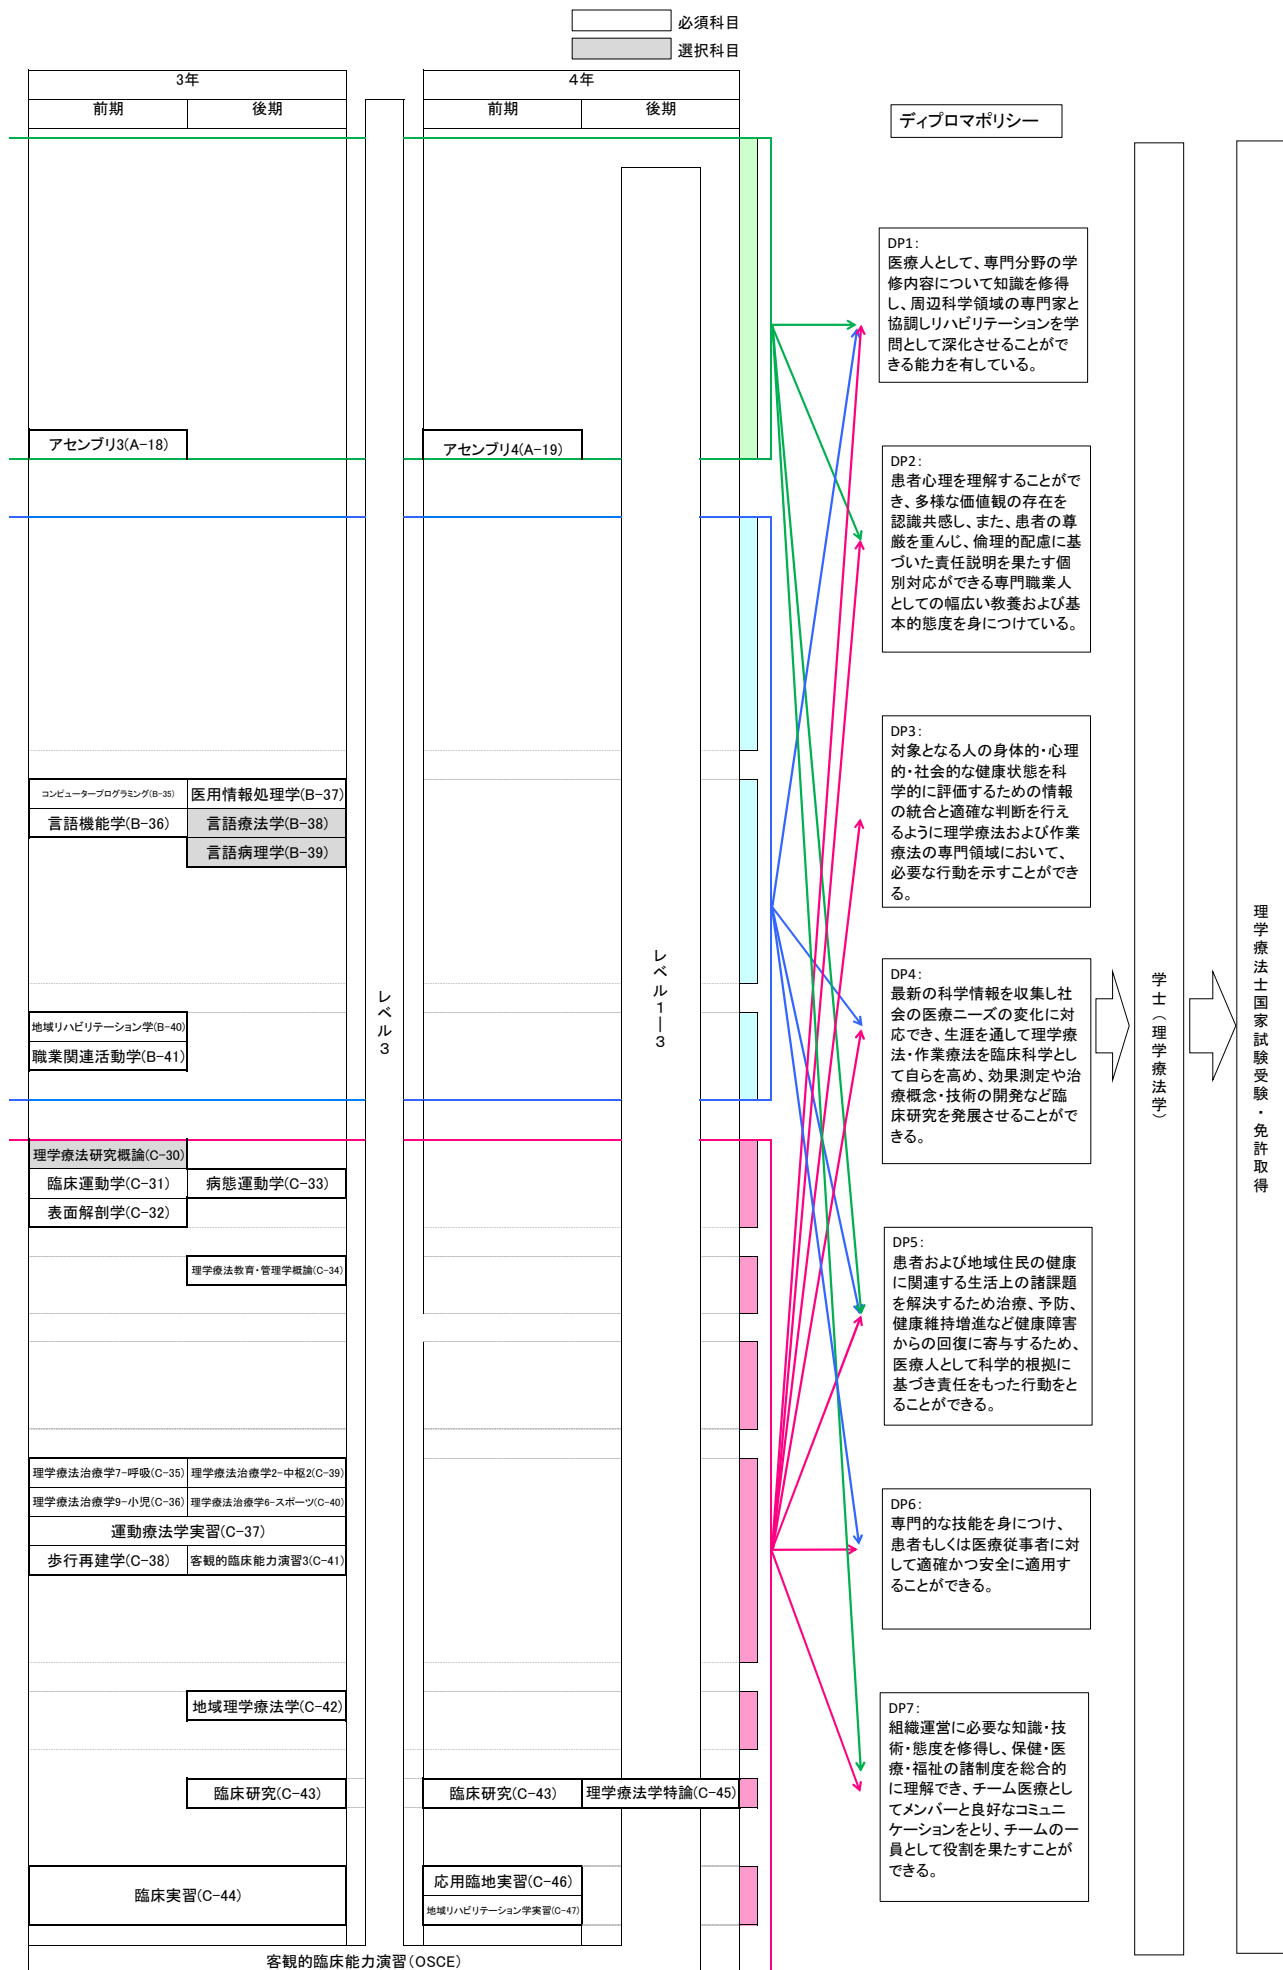 必須科目
選択科目
3年
4年
前期
後期
前期
後期
ディプロマポリシー
アセンブリ3(A-18)
アセンブリ4(A-19)
コンピュータープログラミング(B-35)
医用情報処理学(B-37)
言語機能学(B-36)
言語療法学(B-38)
言語病理学(B-39)
地域リハビリテーション学(B-40)
職業関連活動学(B-41)
理学療法研究概論(C-30)
臨床運動学(C-31)
病態運動学(C-33)
表面解剖学(C-32)
理学療法教育・管理学概論(C-34)
理学療法治療学7-呼吸(C-35)
理学療法治療学2-中枢2(C-39)
理学療法治療学9-小児(C-36)
理学療法治療学6-スポーツ(C-40)
運動療法学実習(C-37)
歩行再建学(C-38)
客観的臨床能力演習3(C-41)
地域理学療法学(C-42)
臨床研究(C-43)
臨床研究(C-43)
理学療法学特論(C-45)
臨床実習(C-44)
応用臨地実習(C-46)
地域リハビリテーション学実習(C-47)
客観的臨床能力演習(OSCE)
レベル3
レベル1―3
DP1:
医療人として、専門分野の学
修内容について知識を修得
し、周辺科学領域の専門家と
協調しリハビリテーションを学
問として深化させることがで
きる能力を有している。
DP2:
患者心理を理解することがで
き、多様な価値観の存在を
認識共感し、また、患者の尊
厳を重んじ、倫理的配慮に基
づいた責任説明を果たす個
別対応ができる専門職業人
としての幅広い教養および基
本的態度を身につけている。
DP3:
対象となる人の身体的・心理
的・社会的な健康状態を科
学的に評価するための情報
の統合と適確な判断を行え
るように理学療法および作業
療法の専門領域において、
必要な行動を示すことができ
る。
DP4:
最新の科学情報を収集し社
会の医療ニーズの変化に対
応でき、生涯を通して理学療
法・作業療法を臨床科学とし
て自らを高め、効果測定や治
療概念・技術の開発など臨
床研究を発展させることがで
きる。
DP5:
患者および地域住民の健康
に関連する生活上の諸課題
を解決するため治療、予防、
健康維持増進など健康障害
からの回復に寄与するため、
医療人として科学的根拠に
基づき責任をもった行動をと
ることができる。
DP6:
専門的な技能を身につけ、
患者もしくは医療従事者に対
して適確かつ安全に適用す
ることができる。
DP7:
組織運営に必要な知識・技
術・態度を修得し、保健・医
療・福祉の諸制度を総合的
に理解でき、チーム医療とし
てメンバーと良好なコミュニ
ケーションをとり、チームの一
員として役割を果たすことが
できる。
学士(理学療法学)
理学療法士国家試験受験・免許取得